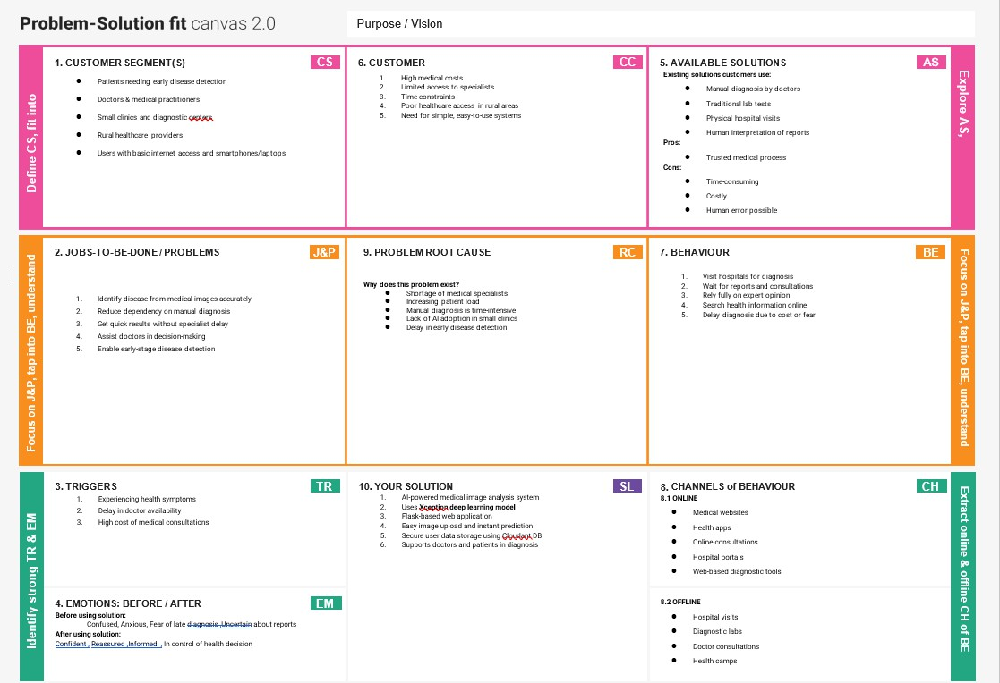 Problem-Solution fit canvas 2.0
Purpose / Vision
Define CS, fit into
1. CUSTOMER SEGMENT(S)
CS
Patients needing early disease detection
Doctors & medical practitioners
Small clinics and diagnostic centers
Rural healthcare providers
Users with basic internet access and smartphones/laptops
6. CUSTOMER
CC
1. High medical costs
2. Limited access to specialists
3. Time constraints
4. Poor healthcare access in rural areas
5. Need for simple, easy-to-use systems
5. AVAILABLE SOLUTIONS
AS
Existing solutions customers use:
Manual diagnosis by doctors
Traditional lab tests
Physical hospital visits
Human interpretation of reports
Pros:
Trusted medical process
Cons:
Time-consuming
Costly
Human error possible
Explore AS,
Focus on J&P, tap into BE, understand
2. JOBS-TO-BE-DONE / PROBLEMS
J&P
1. Identify disease from medical images accurately
2. Reduce dependency on manual diagnosis
3. Get quick results without specialist delay
4. Assist doctors in decision-making
5. Enable early-stage disease detection
9. PROBLEM ROOT CAUSE
RC
Why does this problem exist?
Shortage of medical specialists
Increasing patient load
Manual diagnosis is time-intensive
Lack of AI adoption in small clinics
Delay in early disease detection
7. BEHAVIOUR
BE
1. Visit hospitals for diagnosis
2. Wait for reports and consultations
3. Rely fully on expert opinion
4. Search health information online
5. Delay diagnosis due to cost or fear
Focus on J&P, tap into BE, understand
Identify strong TR & EM
3. TRIGGERS
TR
1. Experiencing health symptoms
2. Delay in doctor availability
3. High cost of medical consultations
4. EMOTIONS: BEFORE / AFTER
EM
Before using solution:
Confused, Anxious, Fear of late diagnosis ,Uncertain about reports
After using solution:
Confident , Reassured ,Informed , In control of health decision
10. YOUR SOLUTION
SL
1. AI-powered medical image analysis system
2. Uses Xception deep learning model
3. Flask-based web application
4. Easy image upload and instant prediction
5. Secure user data storage using Cloudant DB
6. Supports doctors and patients in diagnosis
8. CHANNELS of BEHAVIOUR
CH
8.1 ONLINE
Medical websites
Health apps
Online consultations
Hospital portals
Web-based diagnostic tools
8.2 OFFLINE
Hospital visits
Diagnostic labs
Doctor consultations
Health camps
Extract online & offline CH of BE